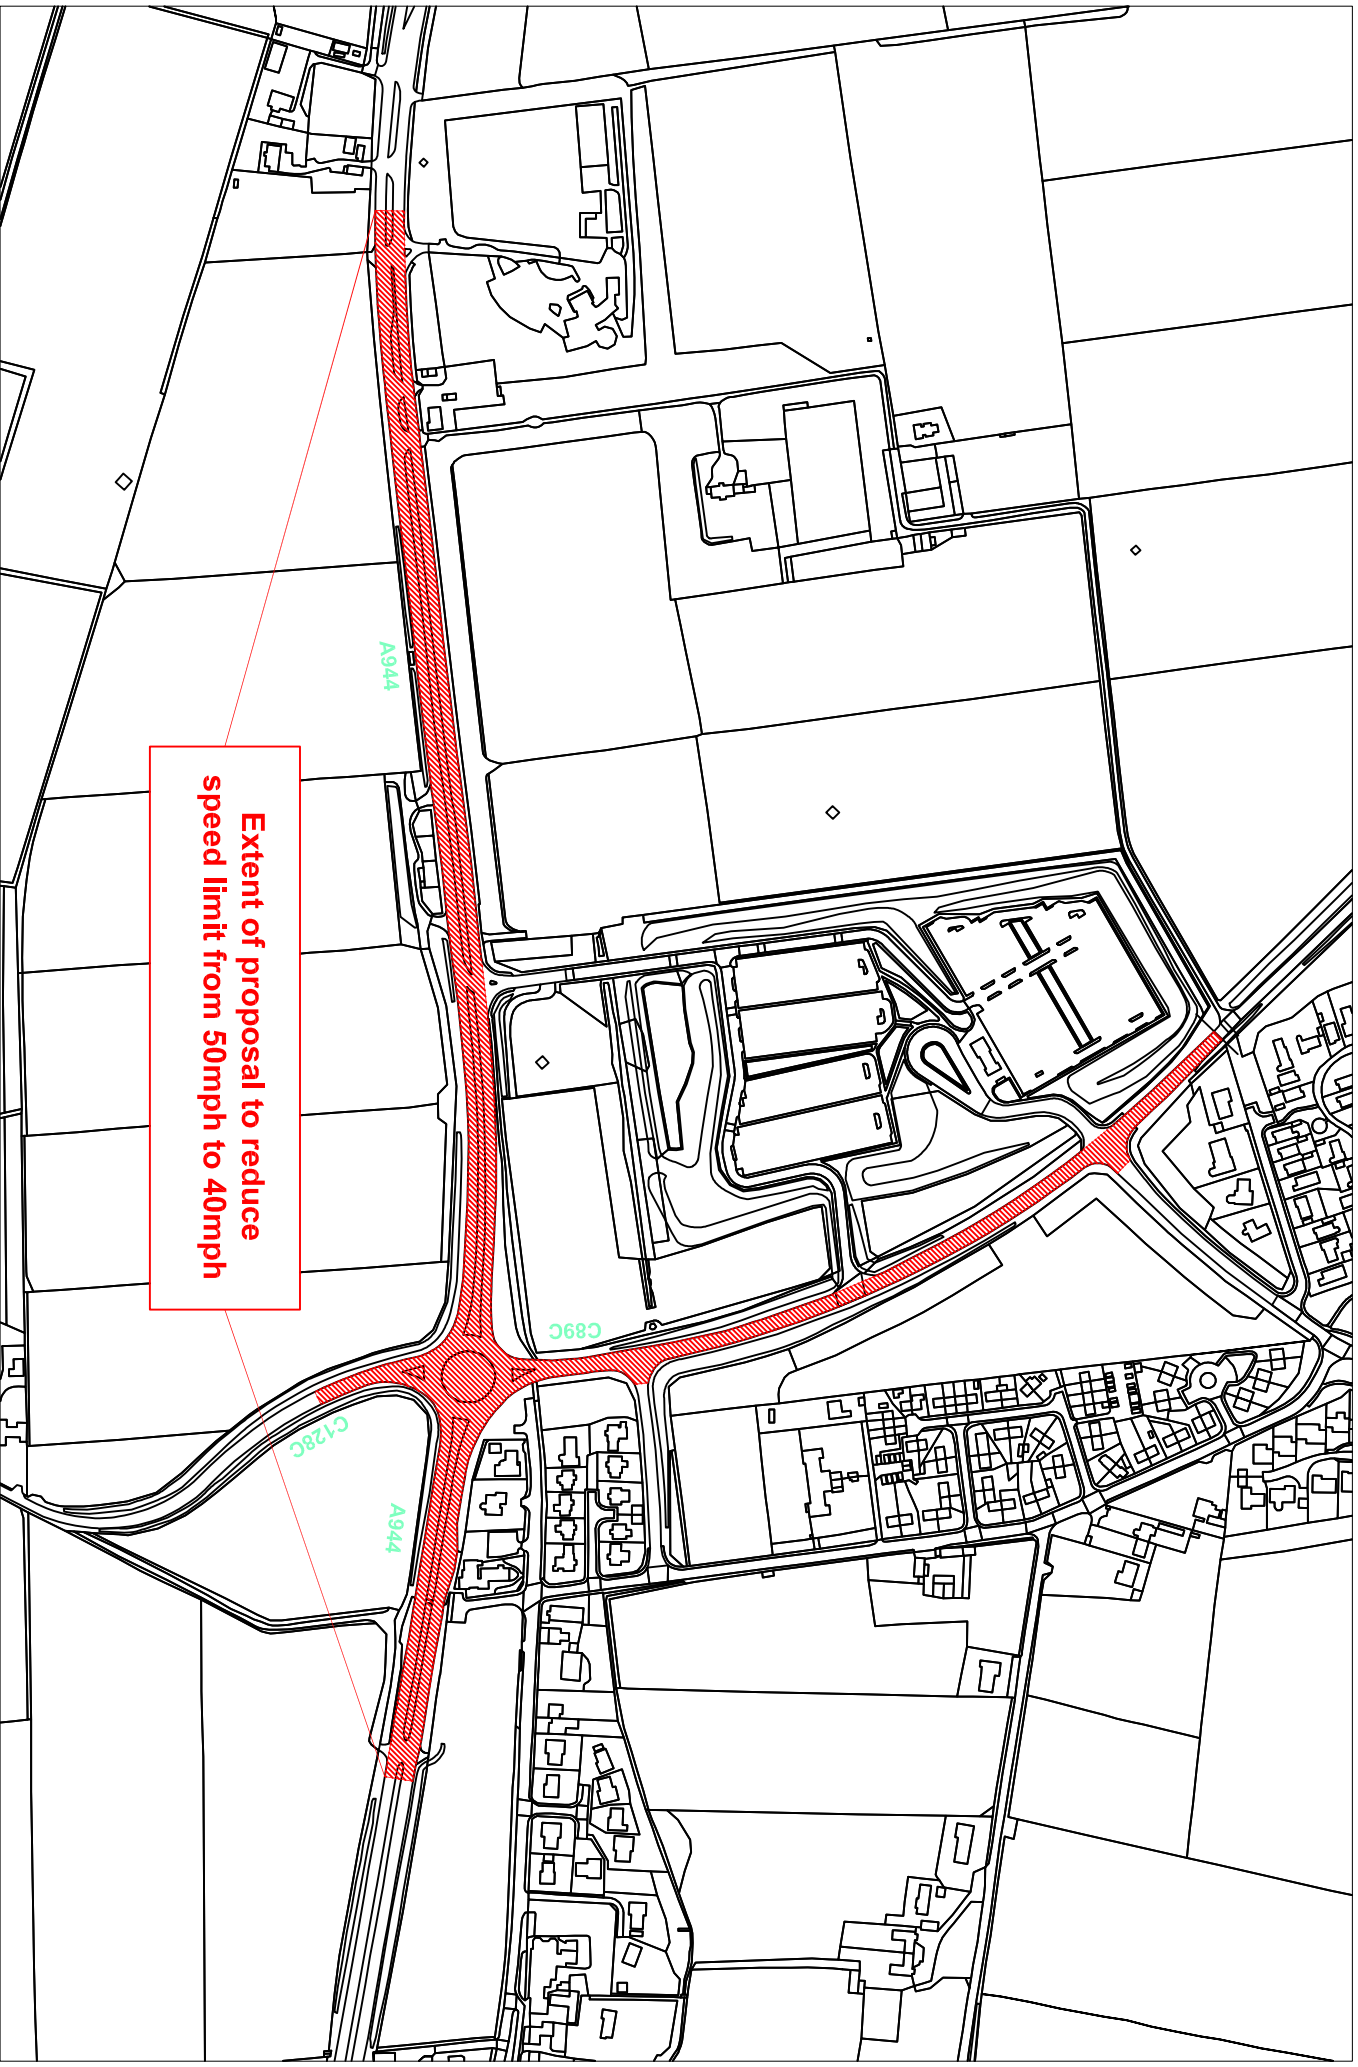 Extent of proposal to reduce
speed limit from 50mph to 40mph
A944
C89C
C128C
A944